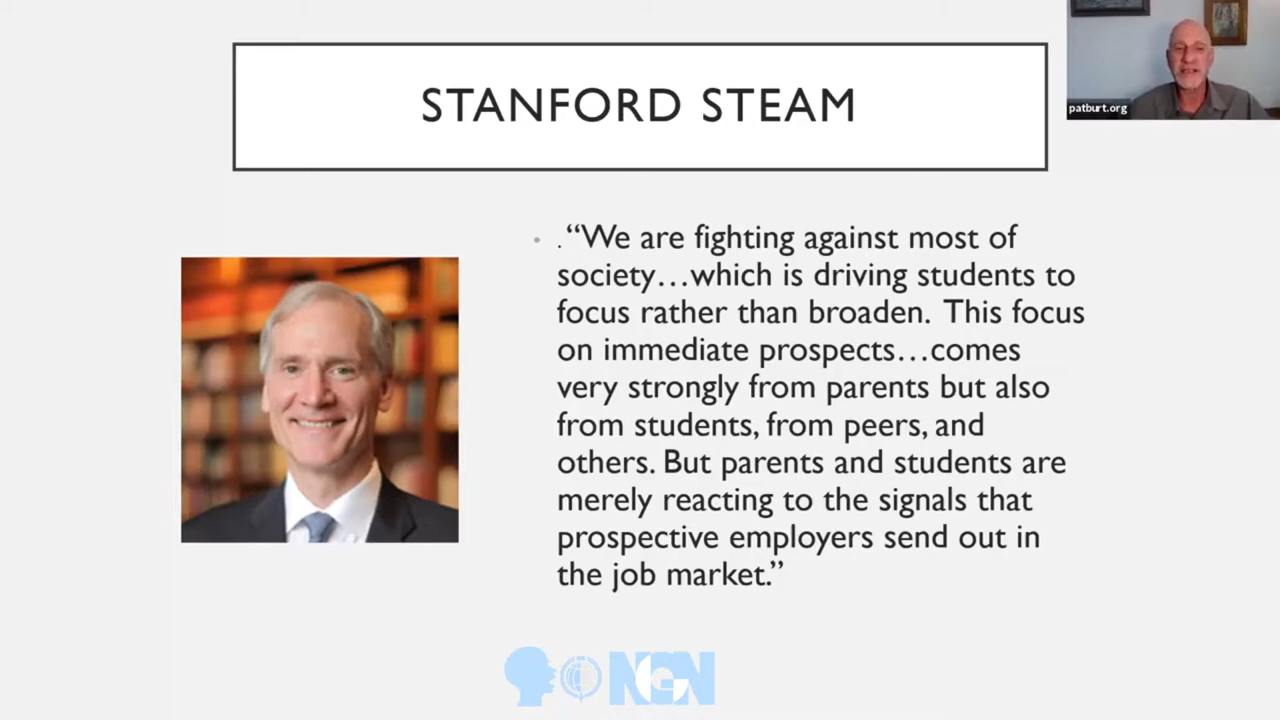 STANFORD STEAM
patburt.org
. “We are fighting against most of
society…which is driving students to
focus rather than broaden. This focus
on immediate prospects…comes
very strongly from parents but also
from students, from peers, and
others. But parents and students are
merely reacting to the signals that
prospective employers send out in
the job market.”
NGN